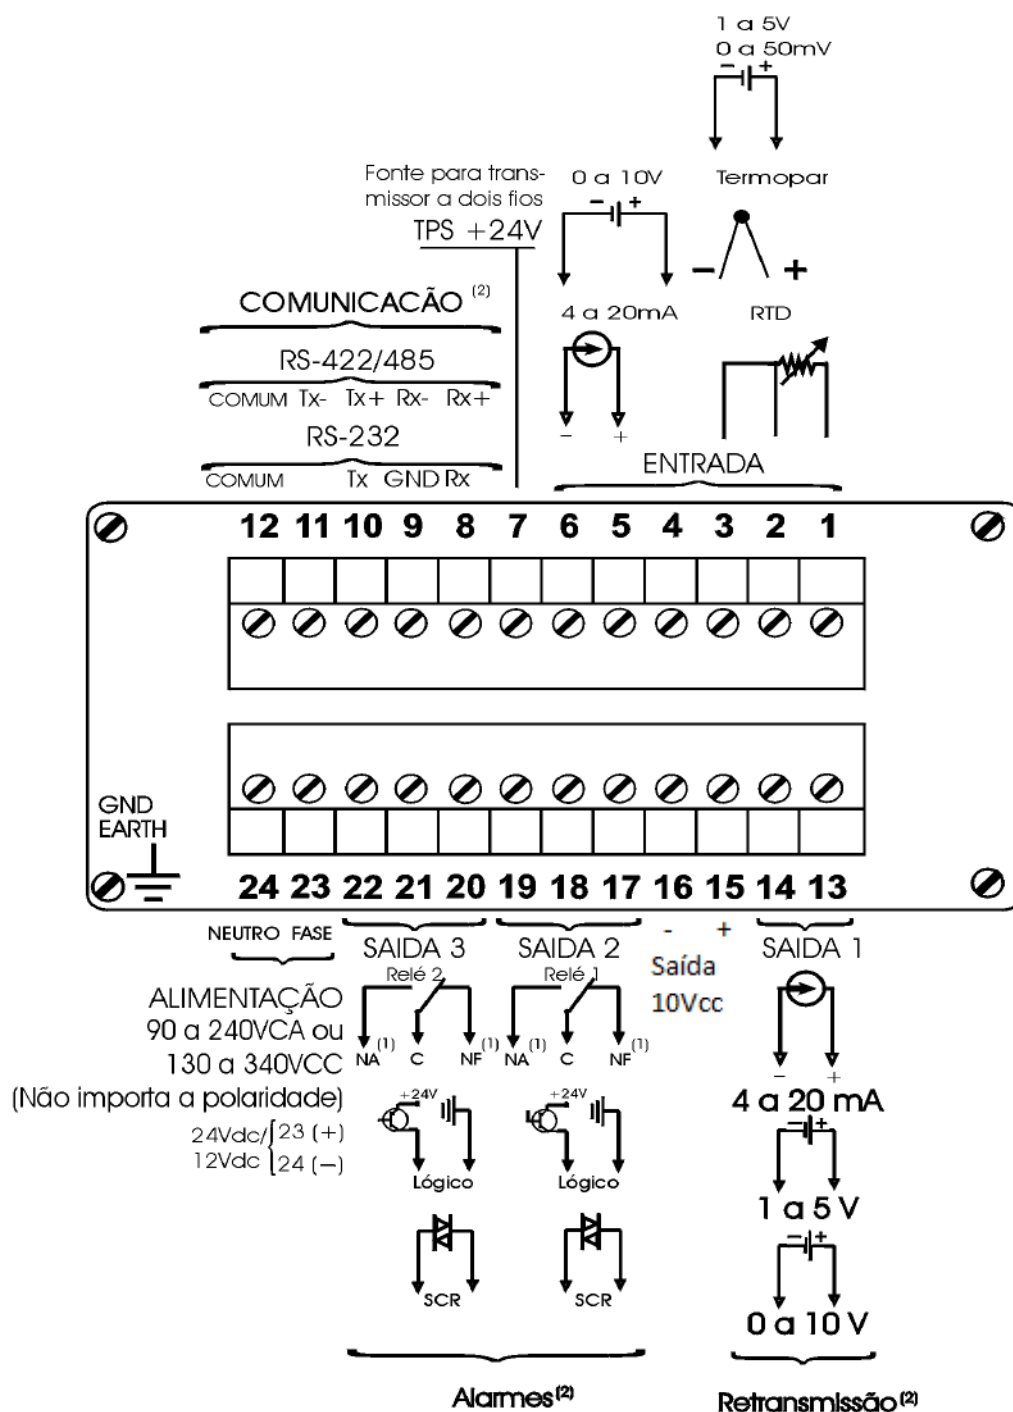 1 a 5V
0 a 50mV
- +
Fonte para trans-
missor a dois fios
TPS +24V
0 a 10V
- +
Termopar
- +
COMUNICACÃO (2)
RS-422/485
COMUM Tx- Tx+ Rx- Rx+
RS-232
COMUM Tx GND Rx
4 a 20mA
- +
RTD
ENTRADA
12 11 10 9 8 7 6 5 4 3 2 1
GND
EARTH
24 23 22 21 20 19 18 17 16 15 14 13
NEUTRO FASE
ALIMENTAÇÃO
90 a 240VCA ou
130 a 340VCC
(Não importa a polaridade)
24Vdc/ 23 (+)
12Vdc 24 (-)
SAIDA 3
Relé 2
NA(1) C NF(1)
+24V
Lógico
SCR
SAIDA 2
Relé 1
NA(1) C NF(1)
+24V
Lógico
SCR
Alarmes(2)
- +
Saída
10Vcc
SAIDA 1
- +
4 a 20 mA
- +
1 a 5 V
- +
0 a 10 V
Retransmissão(2)